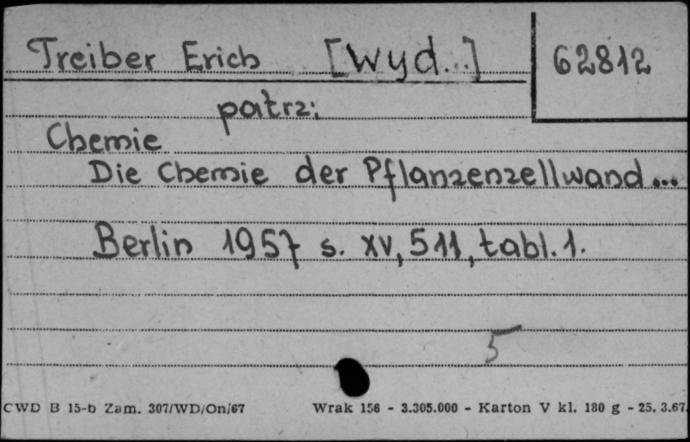 Treiber Erich [Wyd...] 62812
patrz:
Chemie
Die Chemie der Pflanzenzellwand...
Berlin 1957 s. XV, 511, tabl. 1.
5
CWD B 15-b Zam. 307/WD/On/67 Wrak 156 - 3.305.000 - Karton V kl. 180 g - 25. 3.67.